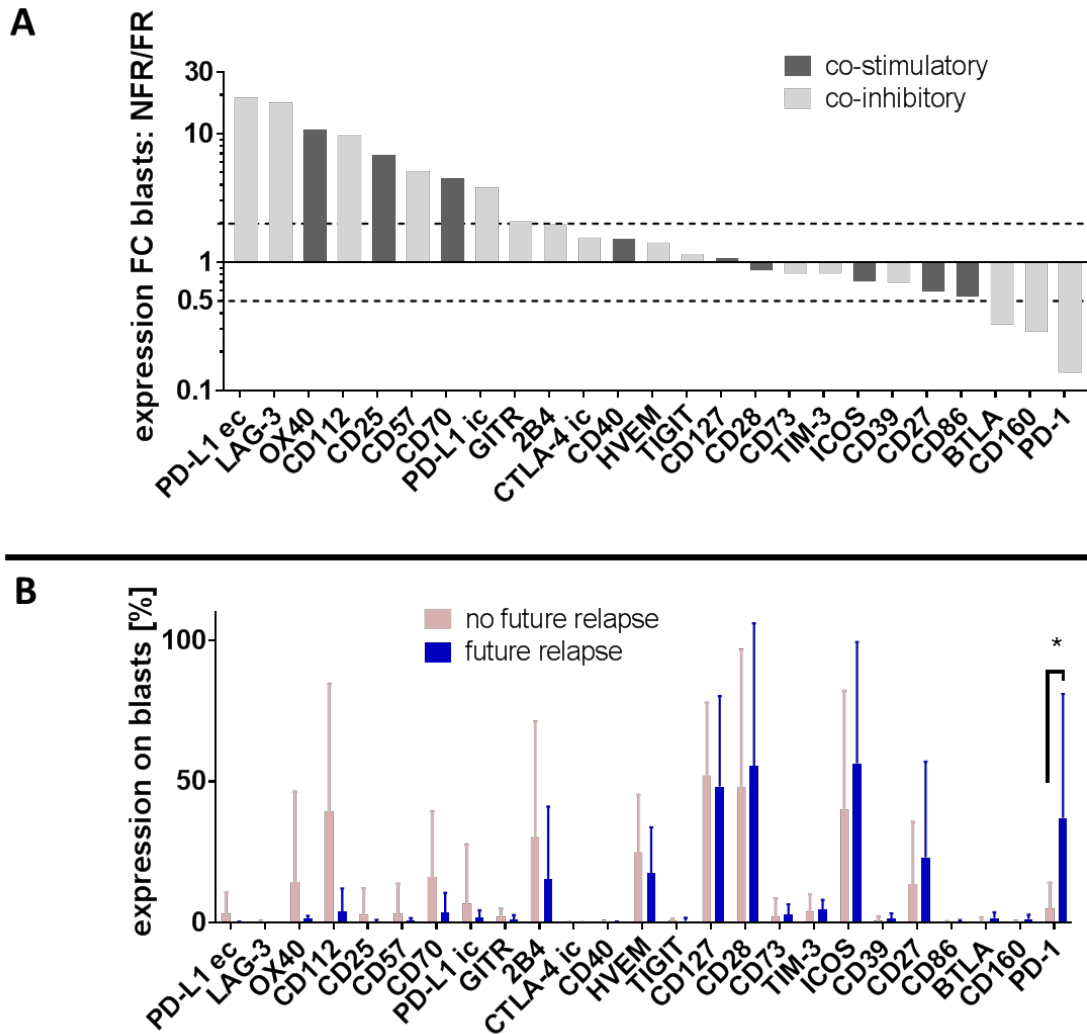 A
expression FC blasts: NFR/FR
30
10
1
0.5
0.1
co-stimulatory
co-inhibitory
PD-L1 ec
LAG-3
OX40
CD112
CD25
CD57
CD70
PD-L1 ic
GITR
2B4
CTLA-4 ic
CD40
HVEM
TIGIT
CD127
CD28
CD73
TIM-3
ICOS
CD39
CD27
CD86
BTLA
CD160
PD-1
B
expression on blasts [%]
100
50
0
no future relapse
future relapse
*
PD-L1 ec
LAG-3
OX40
CD112
CD25
CD57
CD70
PD-L1 ic
GITR
2B4
CTLA-4 ic
CD40
HVEM
TIGIT
CD127
CD28
CD73
TIM-3
ICOS
CD39
CD27
CD86
BTLA
CD160
PD-1